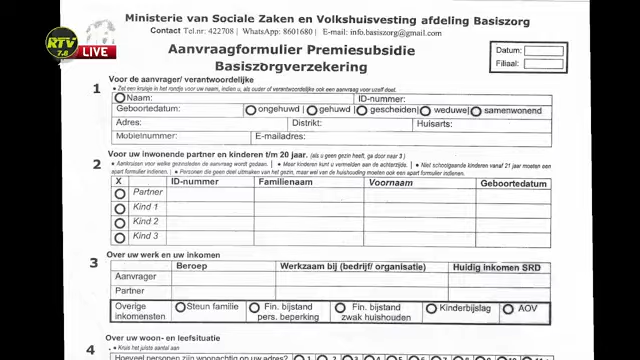 RTV
7.8
LIVE
Ministerie van Sociale Zaken en Volkshuisvesting afdeling Basiszorg
Contact Tel.nr: 422708 | WhatsApp: 8601680 | E-mail: info.basiszorg@gmail.com
Aanvraagformulier Premiesubsidie
Basiszorgverzekering
Datum:
Filiaal:
1
Voor de aanvrager/ verantwoordelijke
● Zet een kruisje in het rondje voor uw naam, indien u, als ouder of verantwoordelijke ook een aanvraag voor uzelf doet.
Naam: ID-nummer:
Geboortedatum: ongehuwd gehuwd gescheiden weduwe samenwonend
Adres: Distrikt: Huisarts:
Mobielnummer: E-mailadres:
2
Voor uw inwonende partner en kinderen t/m 20 jaar. (als u geen gezin heeft, ga door naar 3 )
● Aankruisen voor welke gezinsleden de aanvraag wordt gedaan. ● Meer kinderen kunt u vermelden aan de achterzijde. ● Niet schoolgaande kinderen vanaf 21 jaar moeten een
apart formulier indienen. ● Personen die geen deel uitmaken van het gezin, maar wel van de huishouding moeten ook een apart formulier indienen.
X ID-nummer Familienaam Voornaam Geboortedatum
Partner
Kind 1
Kind 2
Kind 3
3
Over uw werk en uw inkomen
Beroep Werkzaam bij (bedrijf/ organisatie) Huidig inkomen SRD
Aanvrager
Partner
Overige inkomensten Steun familie Fin. bijstand pers. beperking Fin. bijstand zwak huishouden Kinderbijslag AOV
4
Over uw woon- en leefsituatie
● Kruis het juiste aantal aan
Hoeveel personen zijn woonachtig op uw adres?